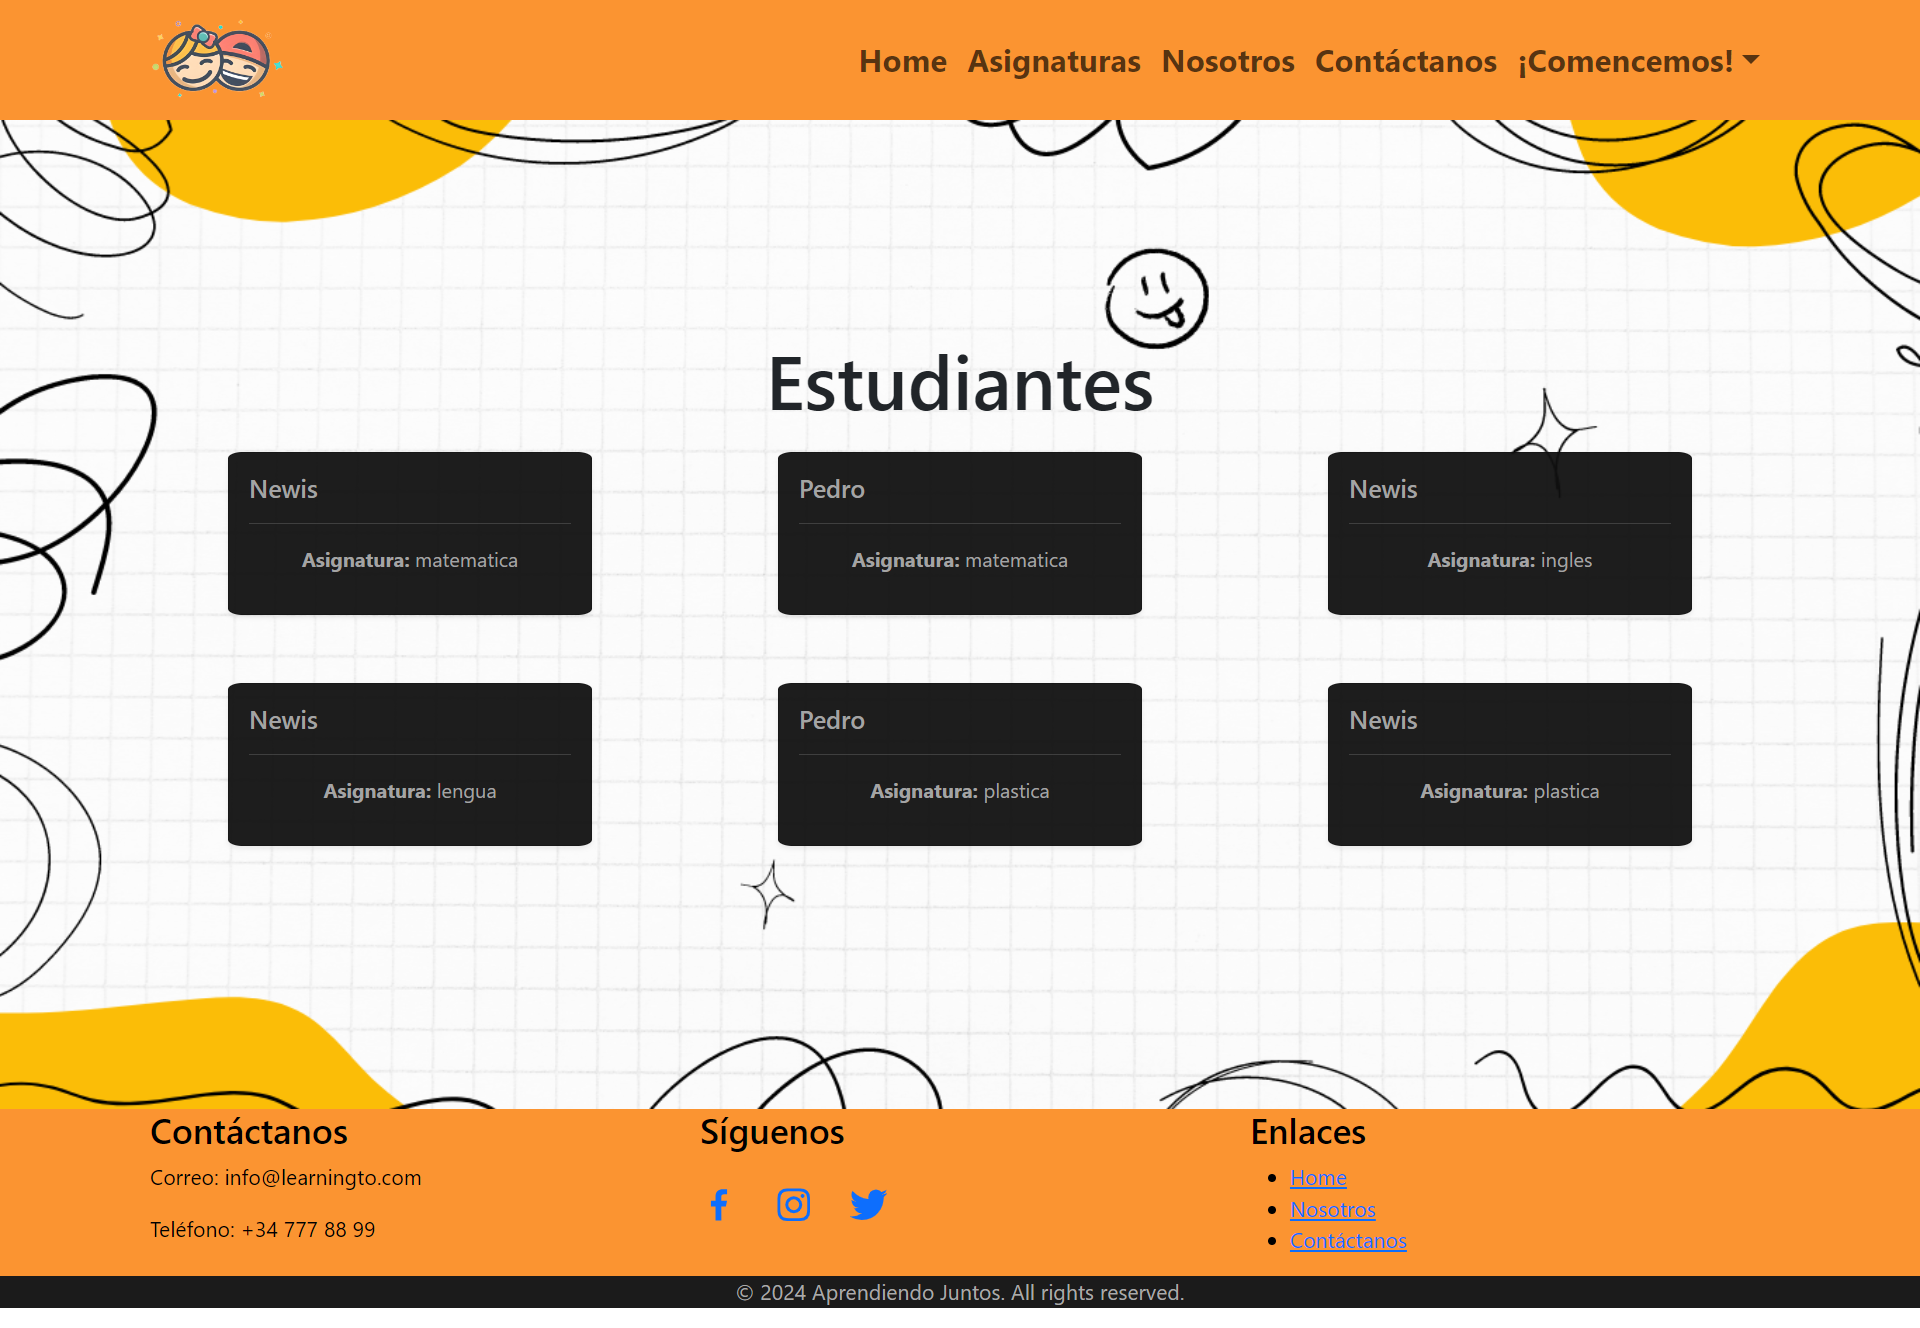 Home Asignaturas Nosotros Contáctanos ¡Comencemos!
Estudiantes
Newis
Asignatura: matematica
Pedro
Asignatura: matematica
Newis
Asignatura: ingles
Newis
Asignatura: lengua
Pedro
Asignatura: plastica
Newis
Asignatura: plastica
Contáctanos
Correo: info@learningto.com
Teléfono: +34 777 88 99
Síguenos
Enlaces
Home
Nosotros
Contáctanos
© 2024 Aprendiendo Juntos. All rights reserved.